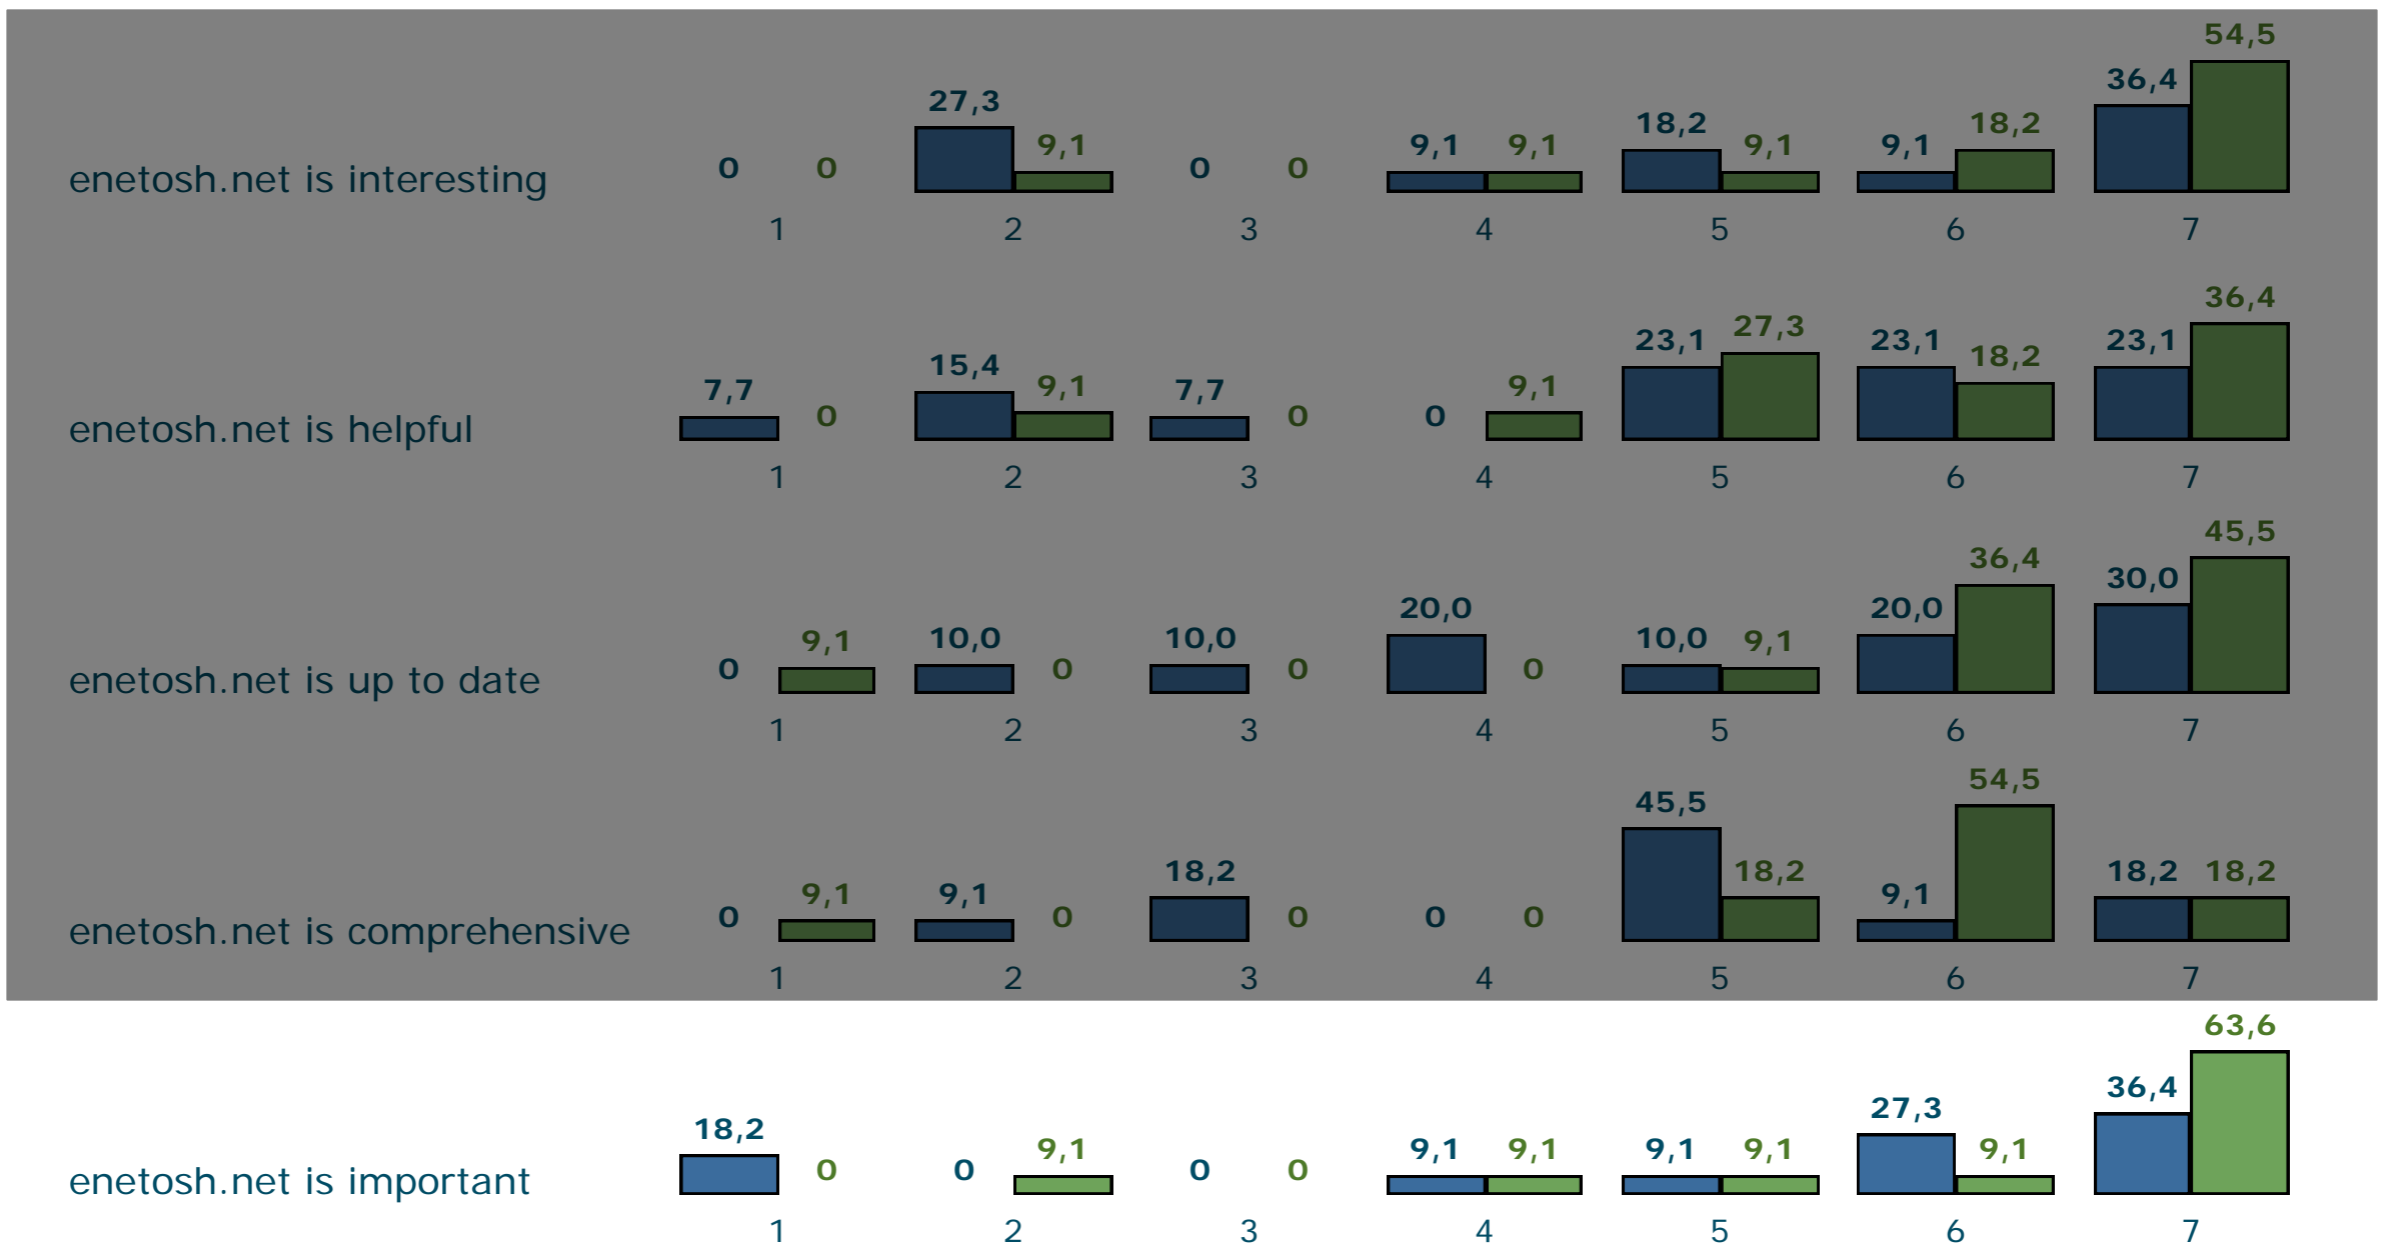 54,5
36,4
27,3
18,2 18,2
9,1 9,1 9,1 9,1 9,1
enetosh.net is interesting 0 0 0 0
1 2 3 4 5 6 7
36,4
23,1 27,3 23,1 18,2 23,1
15,4
7,7 9,1 7,7 9,1
enetosh.net is helpful 0 0 0
1 2 3 4 5 6 7
45,5
36,4
30,0
20,0 20,0
9,1 10,0 10,0 10,0 9,1
enetosh.net is up to date 0 0 0 0
1 2 3 4 5 6 7
54,5
45,5
18,2 18,2 18,2 18,2
9,1 9,1 9,1
enetosh.net is comprehensive 0 0 0 0 0
1 2 3 4 5 6 7
63,6
36,4
27,3
18,2
9,1 9,1 9,1 9,1 9,1 9,1
enetosh.net is important 0 0 0 0
1 2 3 4 5 6 7